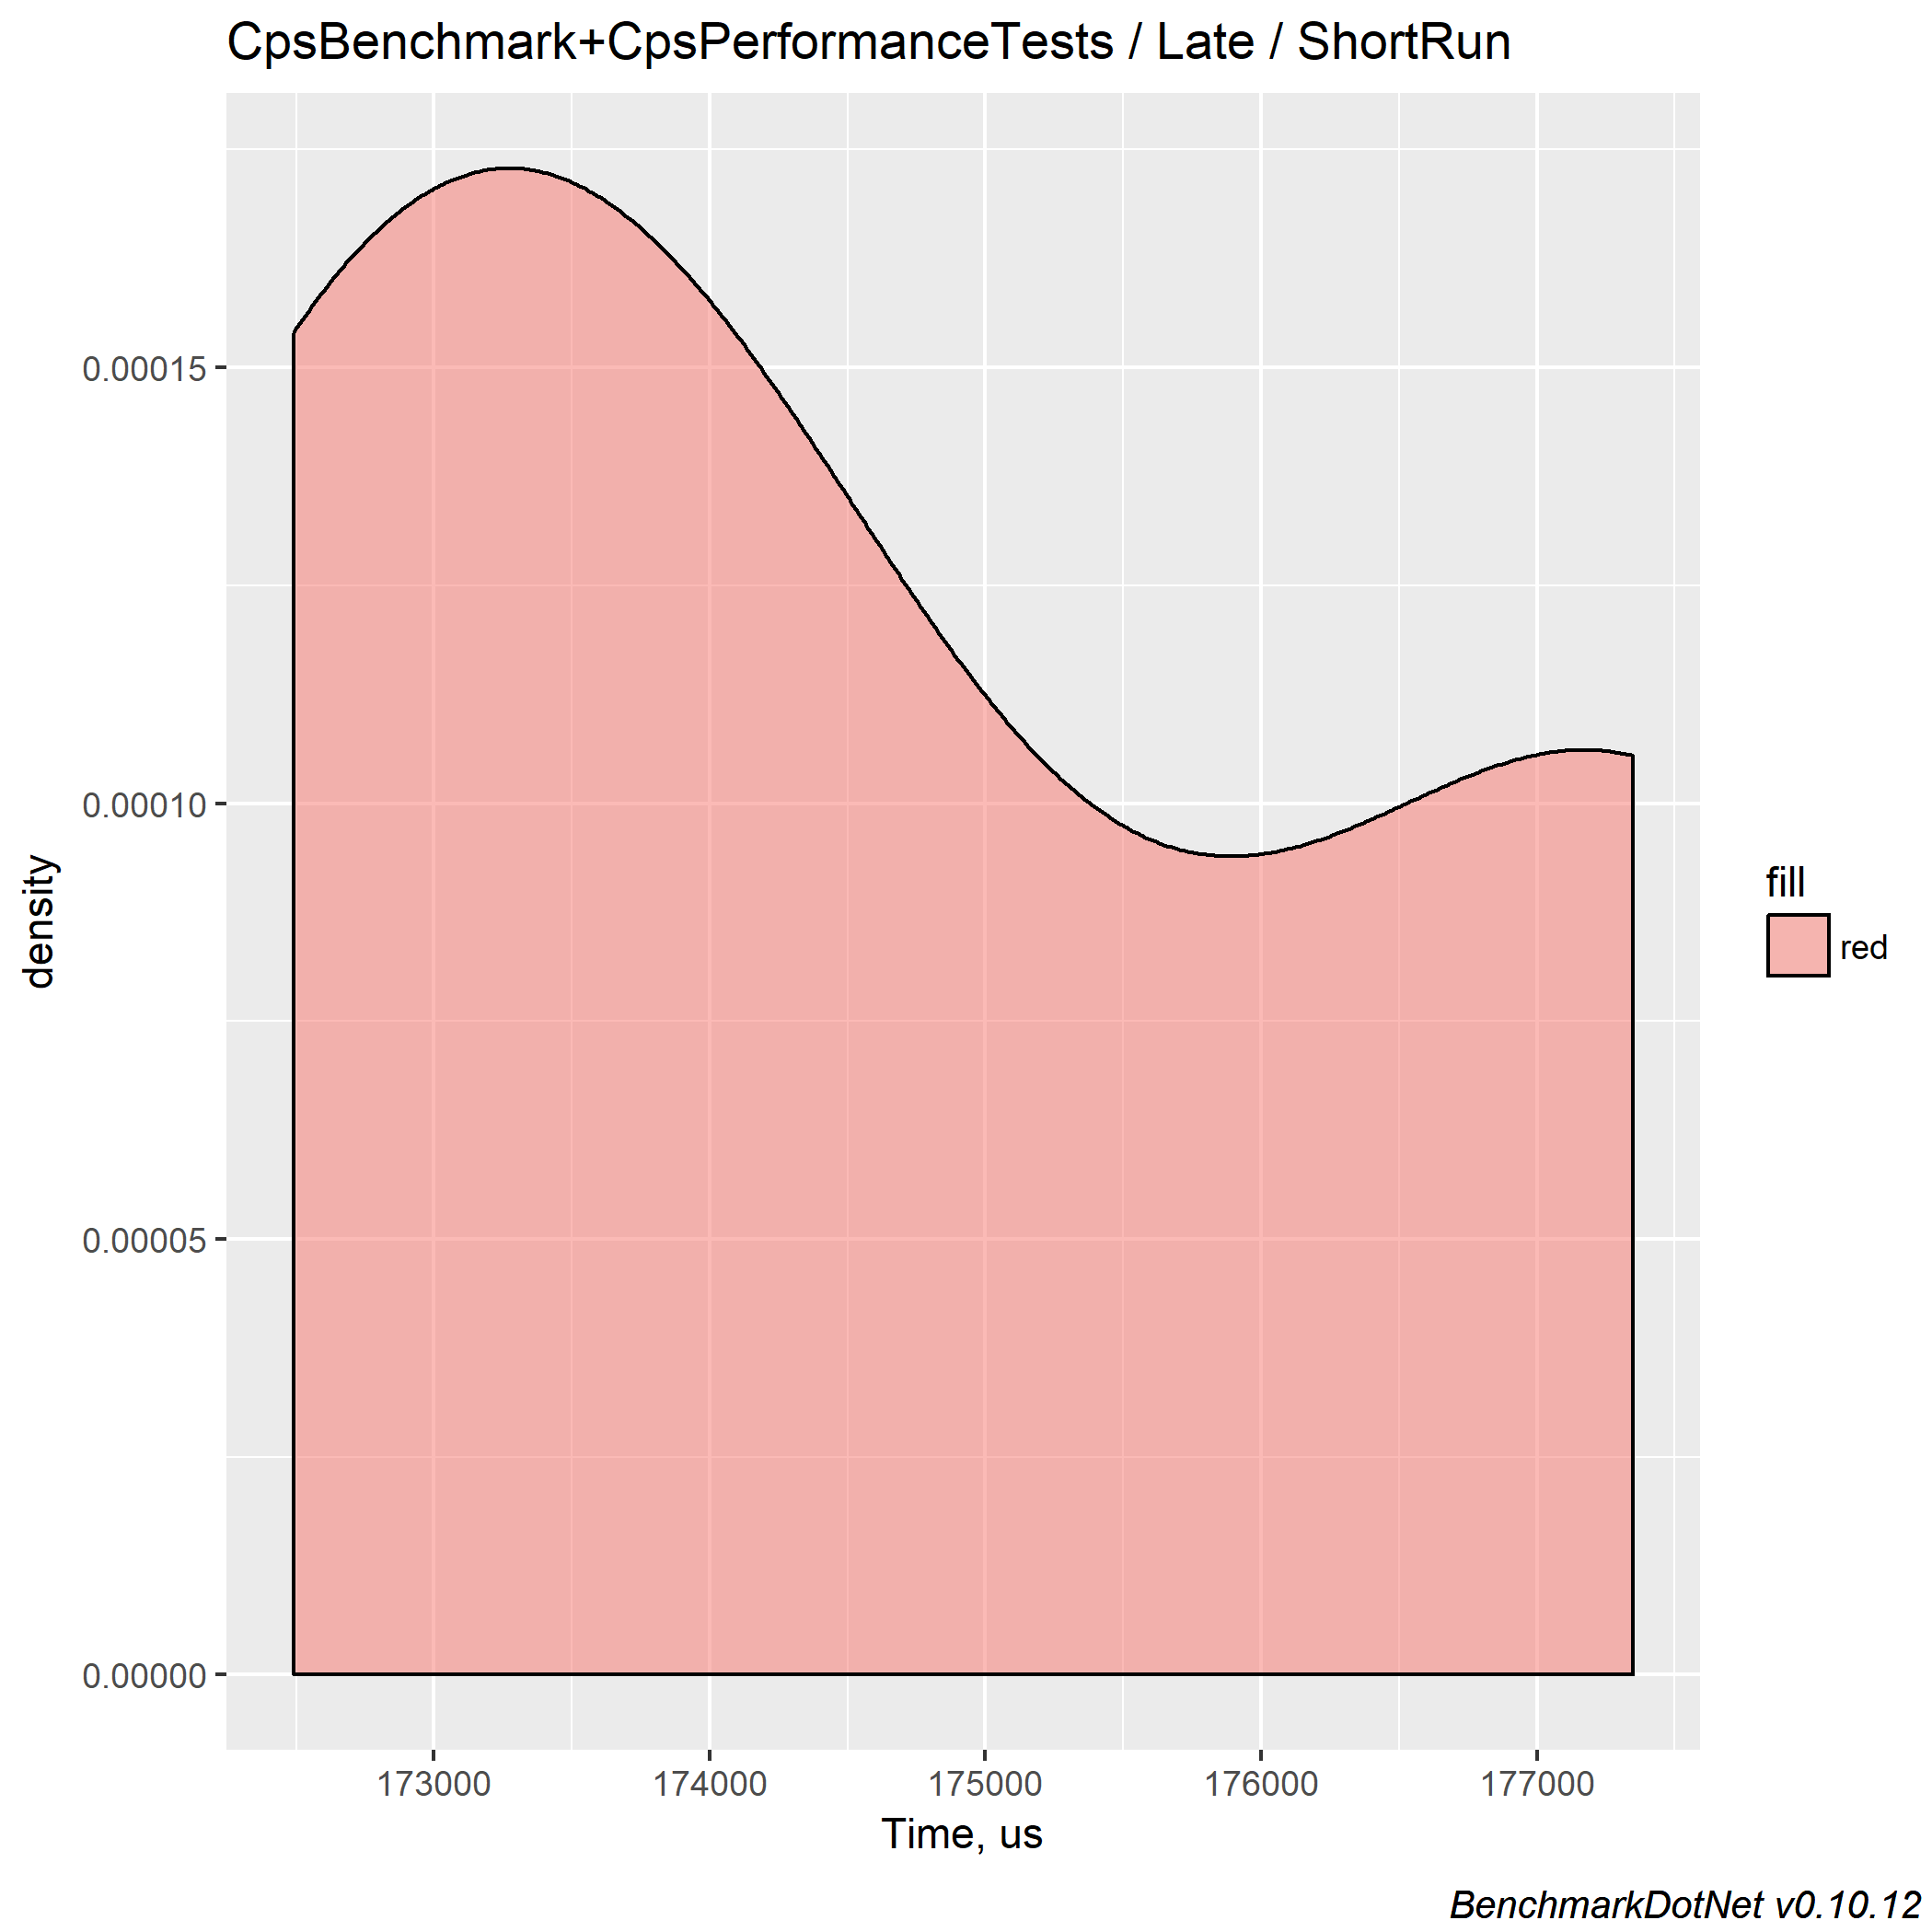 CpsBenchmark+CpsPerformanceTests / Late / ShortRun
0.00015
0.00010
0.00005
0.00000
density
173000 174000 175000 176000 177000
Time, us
fill
red
BenchmarkDotNet v0.10.12